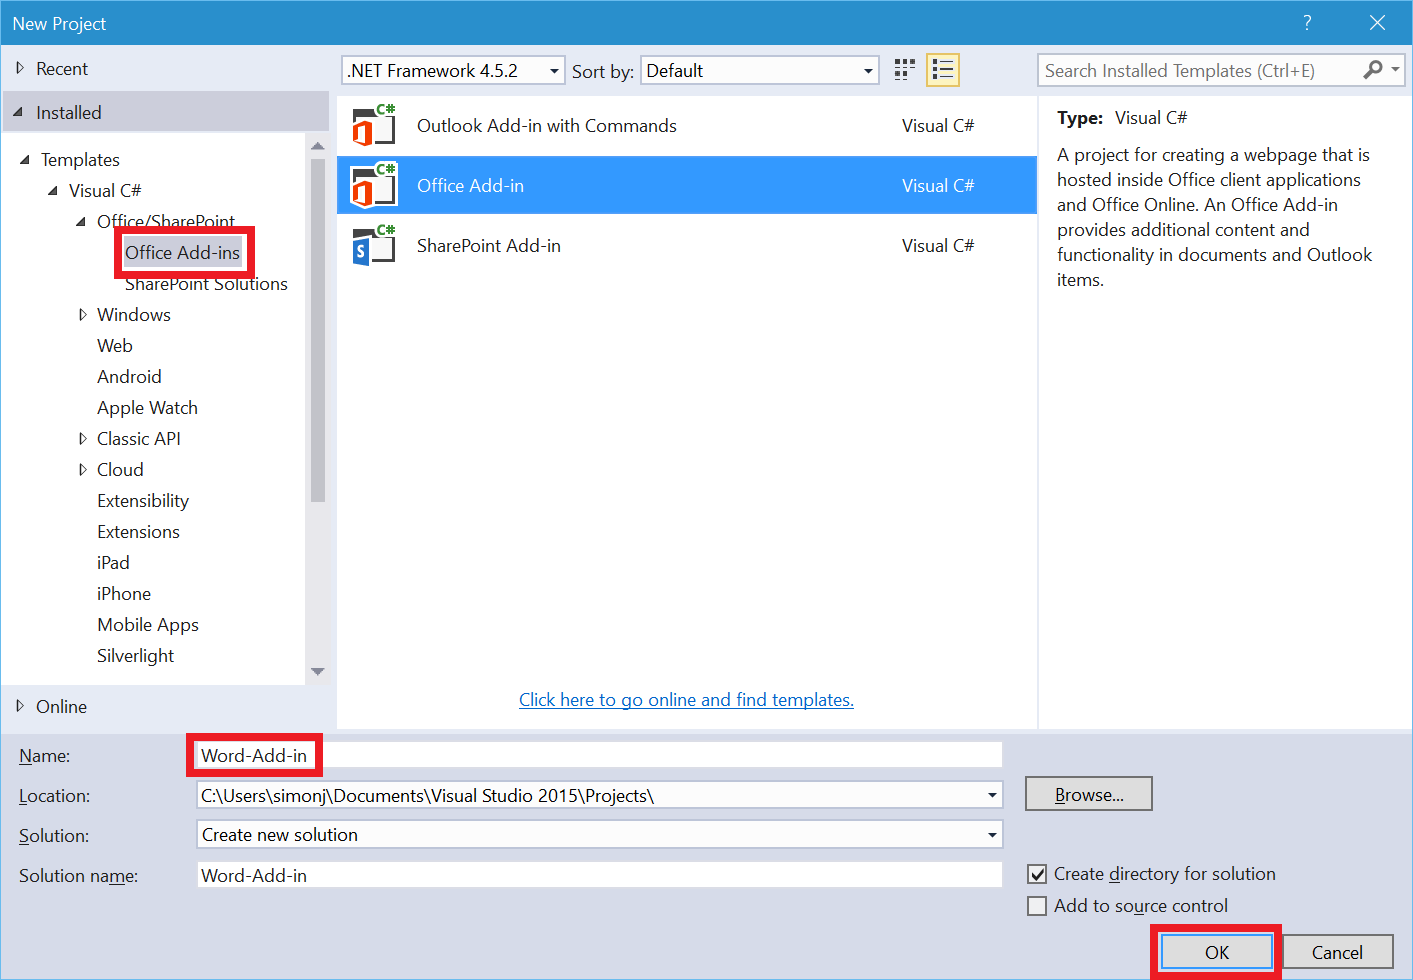 New Project
?
Recent
.NET Framework 4.5.2
Sort by:
Default
Search Installed Templates (Ctrl+E)
Installed
Templates
Visual C#
Office/SharePoint
Office Add-ins
SharePoint Solutions
Windows
Web
Android
Apple Watch
Classic API
Cloud
Extensibility
Extensions
iPad
iPhone
Mobile Apps
Silverlight
Online
C# Outlook Add-in with Commands Visual C#
C# Office Add-in Visual C#
C# S SharePoint Add-in Visual C#
Click here to go online and find templates.
Type: Visual C#
A project for creating a webpage that is
hosted inside Office client applications
and Office Online. An Office Add-in
provides additional content and
functionality in documents and Outlook
items.
Name: Word-Add-in
Location: C:\Users\simonj\Documents\Visual Studio 2015\Projects\
Browse...
Solution: Create new solution
Solution name: Word-Add-in
Create directory for solution
Add to source control
OK
Cancel